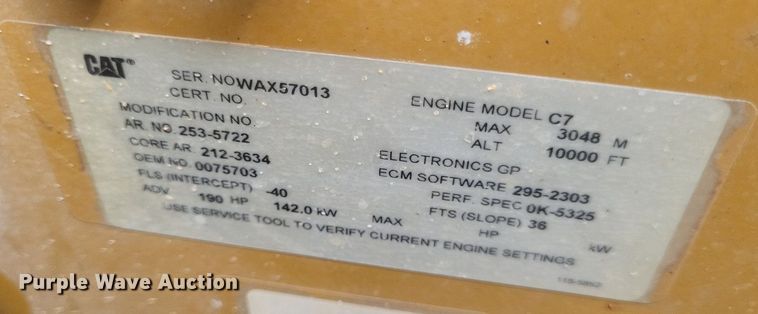 CAT®
SER. NO WAX57013
CERT. NO.
MODIFICATION NO.
AR. NO. 253-5722
CORE AR. 212-3634
OEM NO. 0075703
FLS (INTERCEPT) -40
ADV 190 HP 142.0 kW MAX HP kW
ENGINE MODEL C7
MAX 3048 M
ALT 10000 FT
ELECTRONICS GP
ECM SOFTWARE 295-2303
PERF. SPEC 0K-5325
FTS (SLOPE) 36
USE SERVICE TOOL TO VERIFY CURRENT ENGINE SETTINGS
Purple Wave Auction